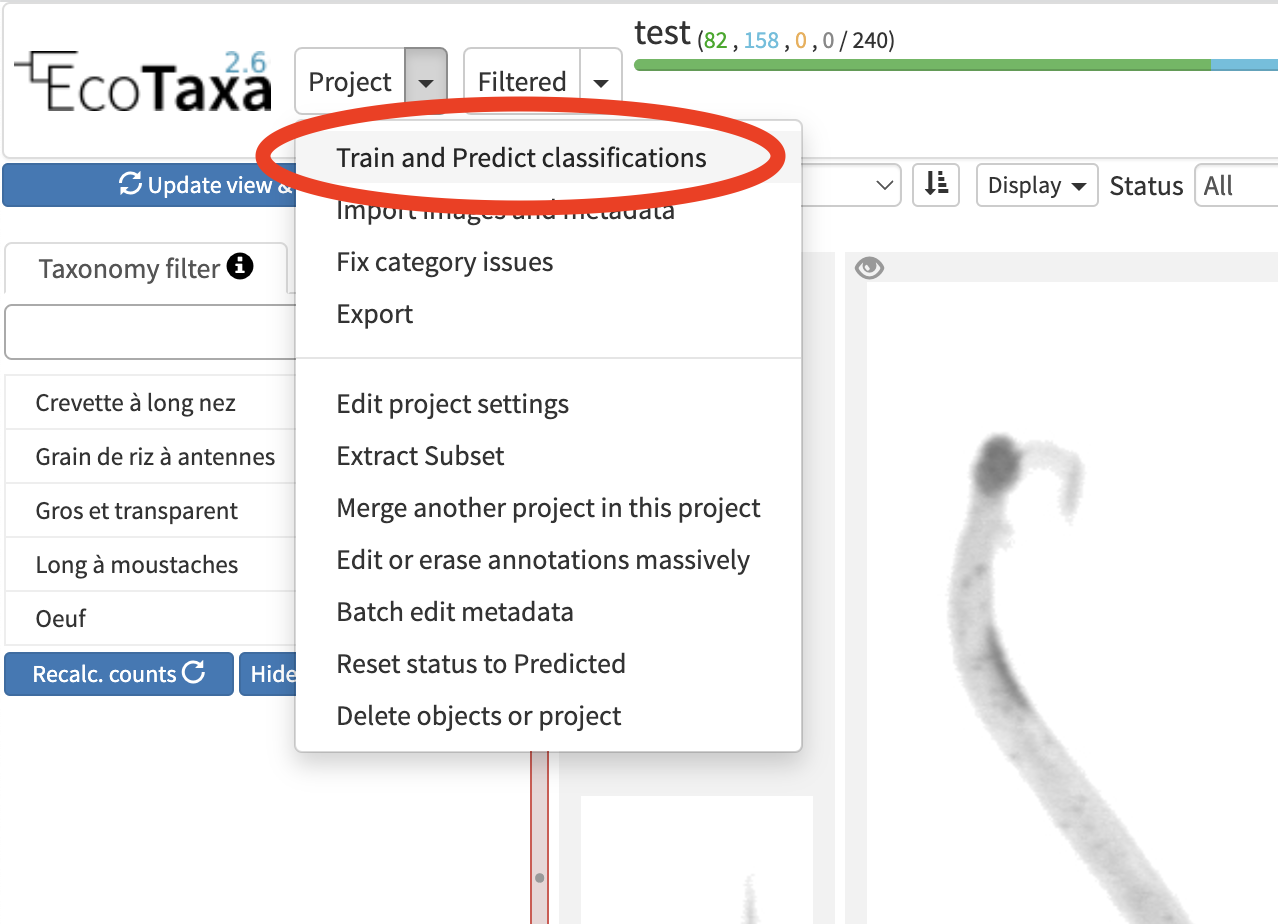 test (82 , 158 , 0 , 0 / 240)
2.6
EcoTaxa
Project
Filtered
Train and Predict classifications
Update view &
Display
Status
All
Import images and metadata
Fix category issues
Export
Taxonomy filter
Crevette à long nez
Grain de riz à antennes
Gros et transparent
Long à moustaches
Oeuf
Recalc. counts
Hide
Edit project settings
Extract Subset
Merge another project in this project
Edit or erase annotations massively
Batch edit metadata
Reset status to Predicted
Delete objects or project